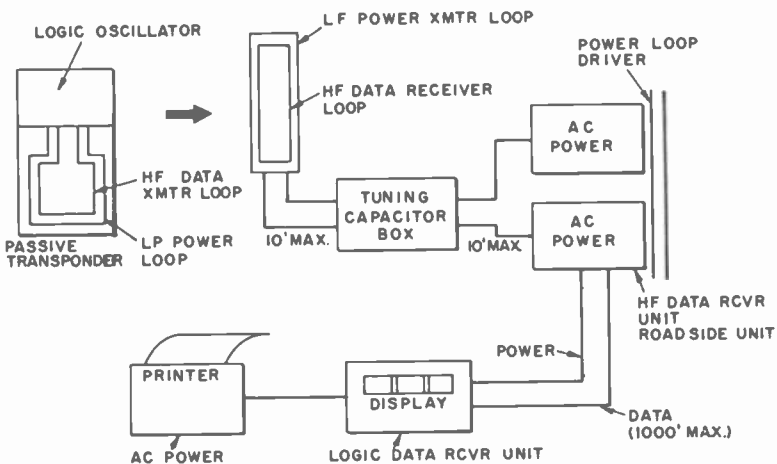 LOGIC OSCILLATOR
LF POWER XMTR LOOP
POWER LOOP
DRIVER
HF DATA RECEIVER
LOOP
AC
POWER
HF DATA
XMTR LOOP
TUNING
CAPACITOR
BOX
AC
POWER
10' MAX.
10' MAX.
PASSIVE
TRANSPONDER
LP POWER
LOOP
HF DATA RCVR
UNIT
ROADSIDE UNIT
POWER
PRINTER
DISPLAY
DATA
(1000' MAX.)
AC POWER
LOGIC DATA RCVR UNIT